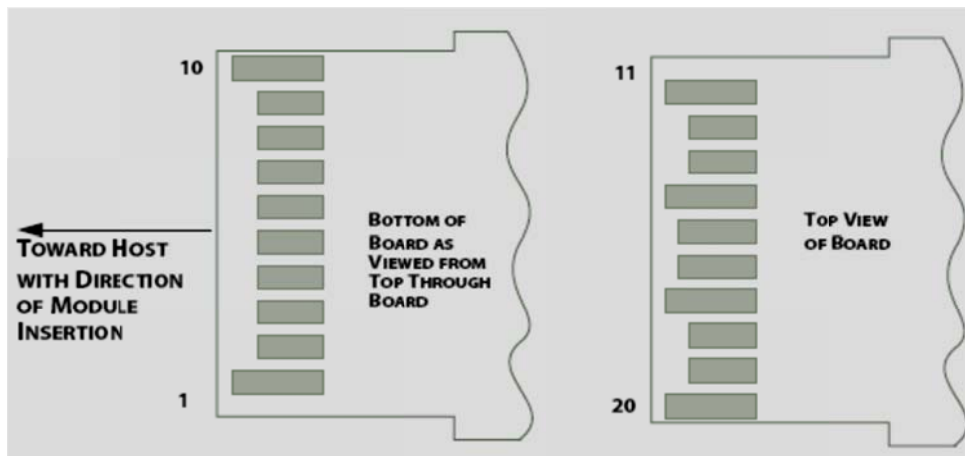 10
1
TOWARD HOST
WITH DIRECTION
OF MODULE
INSERTION
BOTTOM OF
BOARD AS
VIEWED FROM
TOP THROUGH
BOARD
11
20
TOP VIEW
OF BOARD